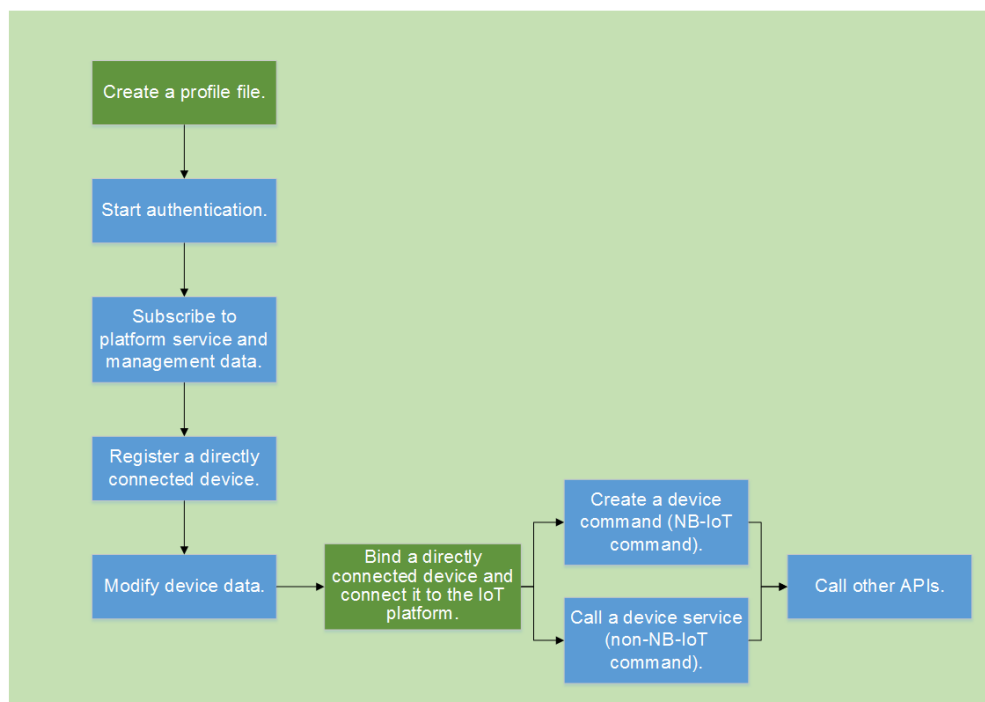 Create a profile file.
Start authentication.
Subscribe to
platform service and
management data.
Register a directly
connected device.
Modify device data.
Bind a directly
connected device and
connect it to the IoT
platform.
Create a device
command (NB-IoT
command).
Call a device service
(non-NB-IoT
command).
Call other APIs.